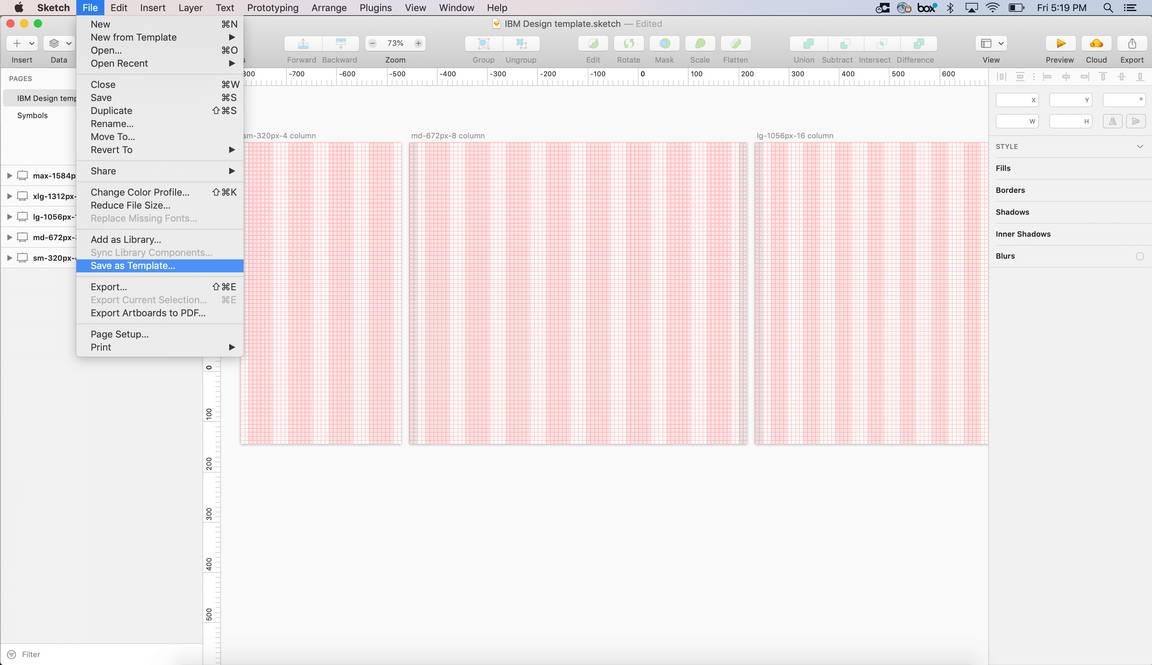 Sketch File Edit Insert Layer Text Prototyping Arrange Plugins View Window Help box Fri 5:19 PM
IBM Design template.sketch — Edited
New ⌘N
New from Template ▶
Open... ⌘O
Open Recent ▶
Close ⌘W
Save ⌘S
Duplicate ⇧⌘S
Rename...
Move To...
Revert To ▶
Share ▶
Change Color Profile... ⇧⌘K
Reduce File Size...
Replace Missing Fonts...
Add as Library...
Sync Library Components...
Save as Template...
Export... ⇧⌘E
Export Current Selection... ⌘E
Export Artboards to PDF...
Page Setup...
Print ▶
73%
Insert Data Forward Backward Zoom Group Ungroup Edit Rotate Mask Scale Flatten Union Subtract Intersect Difference View Preview Cloud Export
PAGES
IBM Design temp
Symbols
max-1584p
xlg-1312px-
lg-1056px-
md-672px-
sm-320px-
Filter
800 -700 -600 -500 -400 -300 -200 -100 0 100 200 300 400 500 600
0
100
200
300
400
500
sm-320px-4 column
md-672px-8 column
lg-1056px-16 column
X Y °
W H
STYLE
Fills
Borders
Shadows
Inner Shadows
Blurs